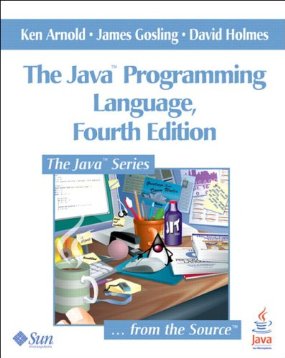 Ken Arnold • James Gosling • David Holmes
The Java™ Programming
Language,
Fourth Edition
The Java™ Series
... from the Source™
Sun
Java